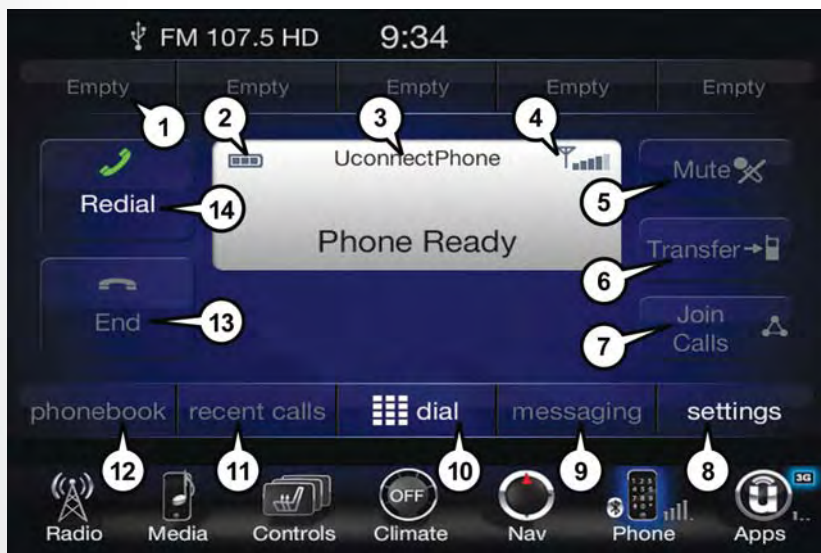 FM 107.5 HD 9:34
Empty Empty Empty Empty Empty
1 2 3 4
UconnectPhone
Mute
Redial 14 5
Phone Ready
Transfer
6
End 13
Join
Calls
7
phonebook recent calls dial messaging settings
12 11 10 9 8
OFF
3G
Radio Media Controls Climate Nav Phone Apps